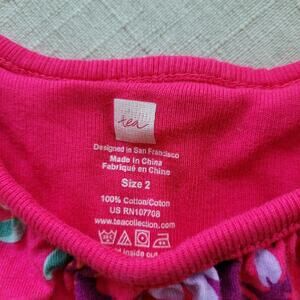 tea
Designed in San Francisco
Made in China
Fabriqué en Chine
Size 2
100% Cotton/Coton
US RN107708
www.teacollection.com
inside out